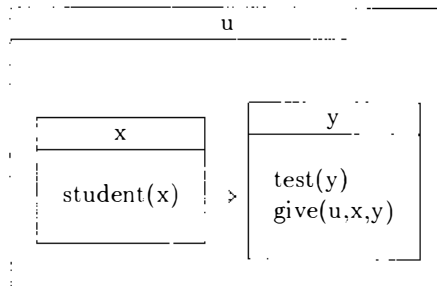 u
x
student(x)
>
y
test(y)
give(u,x,y)